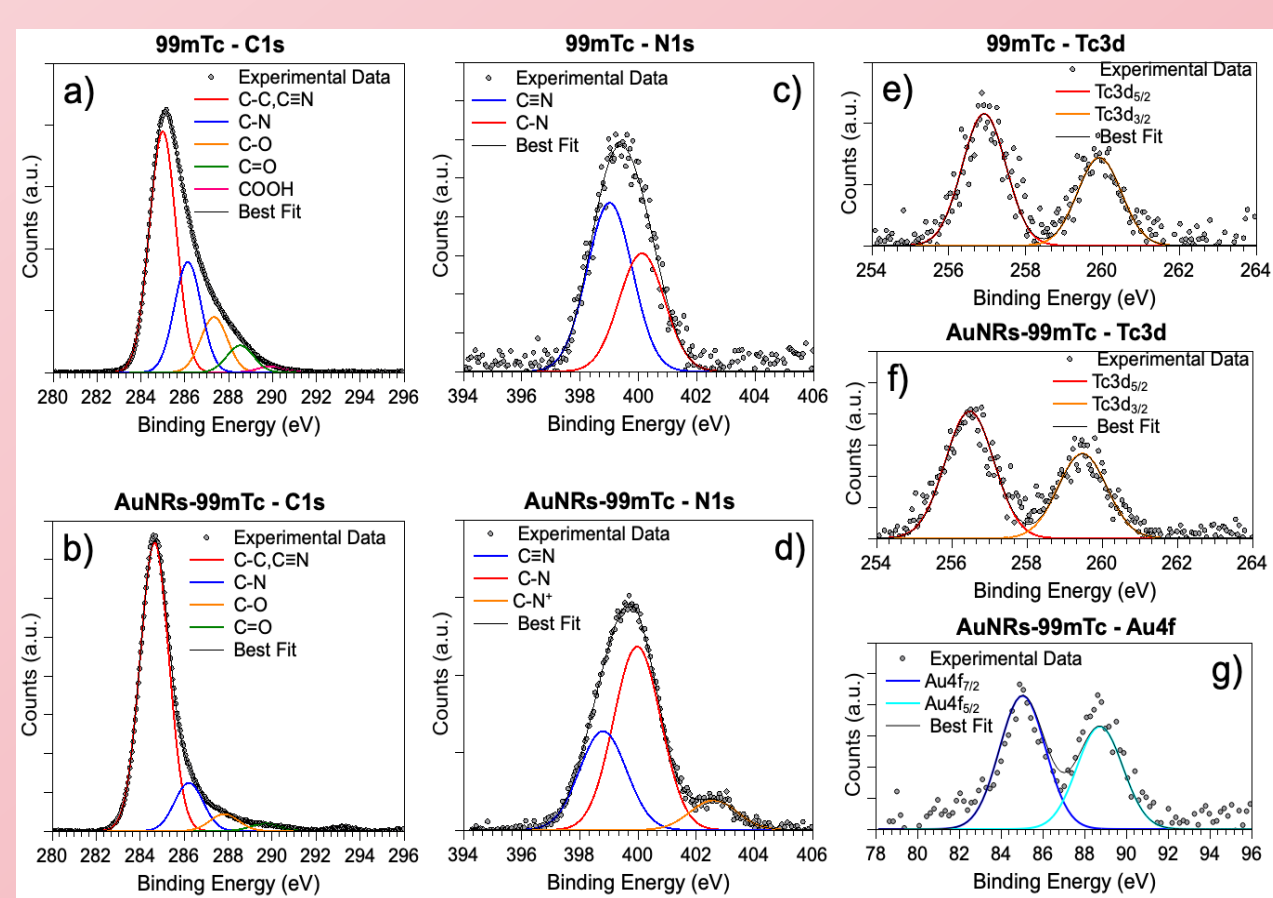 99mTc - C1s
a)
Experimental Data
C-C,C≡N
C-N
C-O
C=O
COOH
Best Fit
Counts (a.u.)
280 282 284 286 288 290 292 294 296
Binding Energy (eV)
99mTc - N1s
c)
Experimental Data
C≡N
C-N
Best Fit
Counts (a.u.)
394 396 398 400 402 404 406
Binding Energy (eV)
99mTc - Tc3d
e)
Experimental Data
Tc3d5/2
Tc3d3/2
Best Fit
Counts (a.u.)
254 256 258 260 262 264
Binding Energy (eV)
AuNRs-99mTc - Tc3d
f)
Experimental Data
Tc3d5/2
Tc3d3/2
Best Fit
Counts (a.u.)
254 256 258 260 262 264
Binding Energy (eV)
AuNRs-99mTc - C1s
b)
Experimental Data
C-C,C≡N
C-N
C-O
C=O
Best Fit
Counts (a.u.)
280 282 284 286 288 290 292 294 296
Binding Energy (eV)
AuNRs-99mTc - N1s
d)
Experimental Data
C≡N
C-N
C-N⁺
Best Fit
Counts (a.u.)
394 396 398 400 402 404 406
Binding Energy (eV)
AuNRs-99mTc - Au4f
g)
Experimental Data
Au4f7/2
Au4f5/2
Best Fit
Counts (a.u.)
78 80 82 84 86 88 90 92 94 96
Binding Energy (eV)